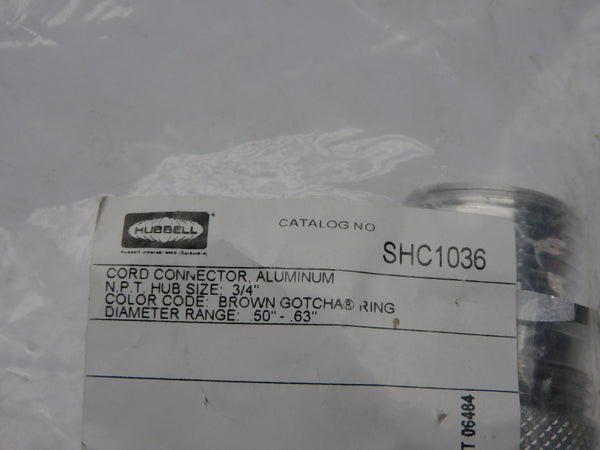 HUBBELL
CATALOG NO
SHC1036
CORD CONNECTOR, ALUMINUM
N.P.T. HUB SIZE: 3/4"
COLOR CODE: BROWN GOTCHA® RING
DIAMETER RANGE: .50" - .63"
T 06484